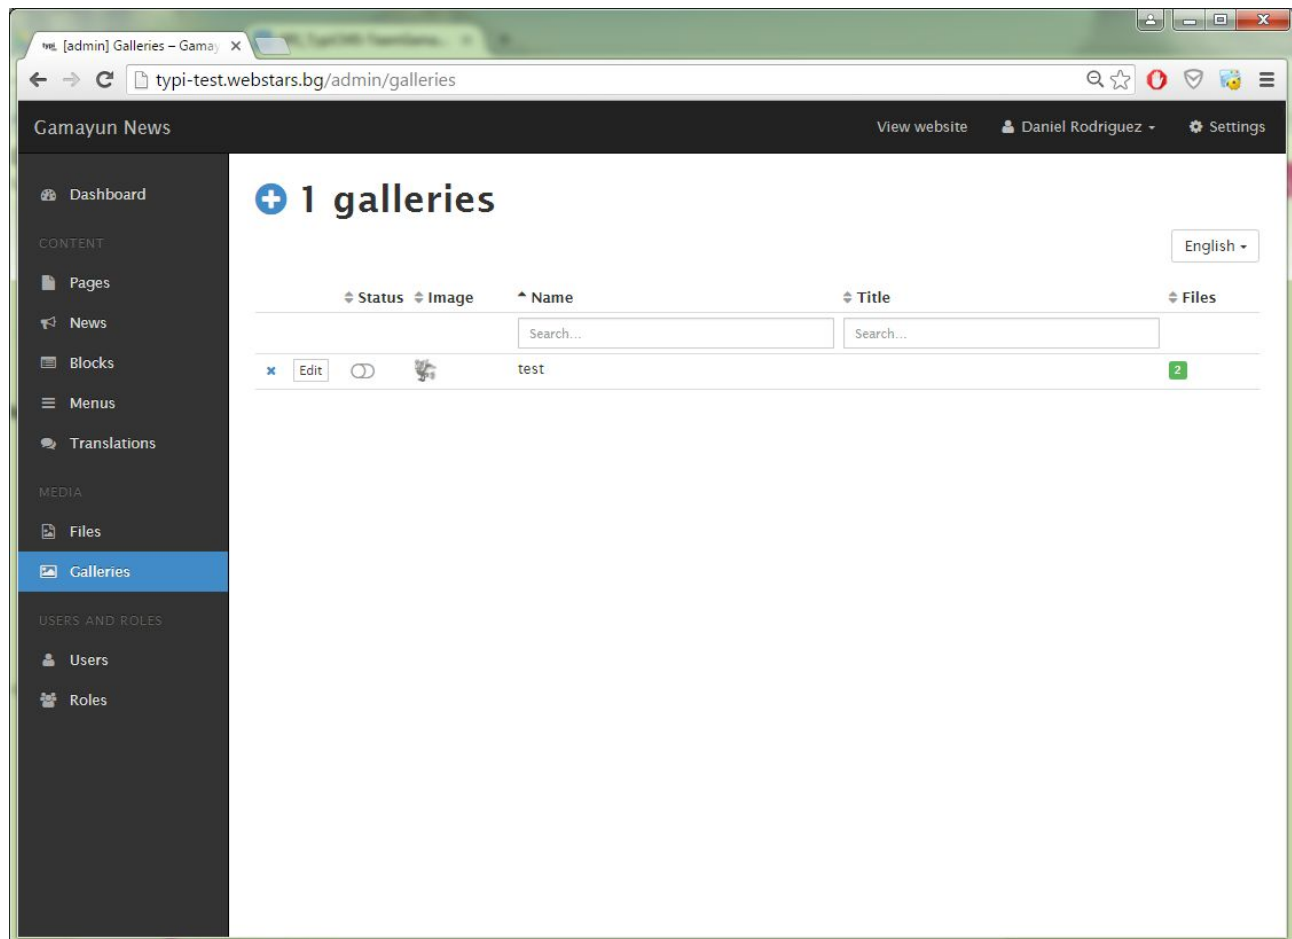 [admin] Galleries – Gamay
typi-test.webstars.bg/admin/galleries
Gamayun News
View website
Daniel Rodriguez
Settings
Dashboard
CONTENT
Pages
News
Blocks
Menus
Translations
MEDIA
Files
Galleries
USERS AND ROLES
Users
Roles
1 galleries
English
Status Image Name Title Files
Search... Search...
Edit test 2